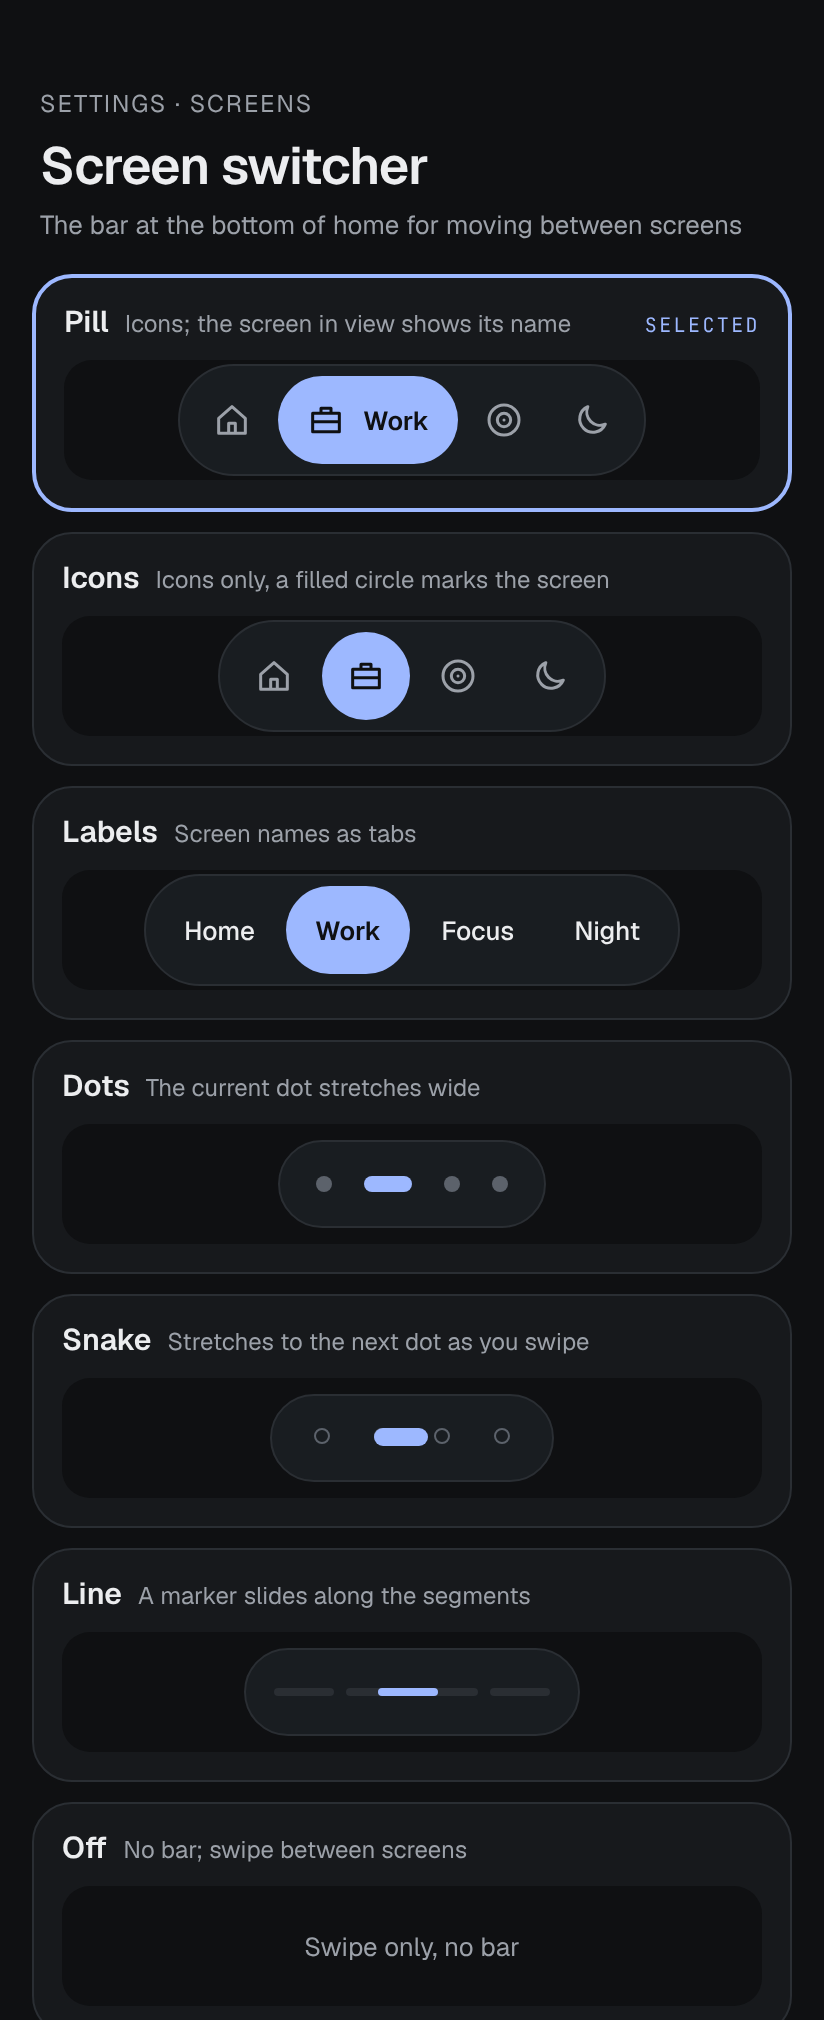 SETTINGS · SCREENS
Screen switcher
The bar at the bottom of home for moving between screens
Pill Icons; the screen in view shows its name SELECTED
Work
Icons Icons only, a filled circle marks the screen
Labels Screen names as tabs
Home Work Focus Night
Dots The current dot stretches wide
Snake Stretches to the next dot as you swipe
Line A marker slides along the segments
Off No bar; swipe between screens
Swipe only, no bar